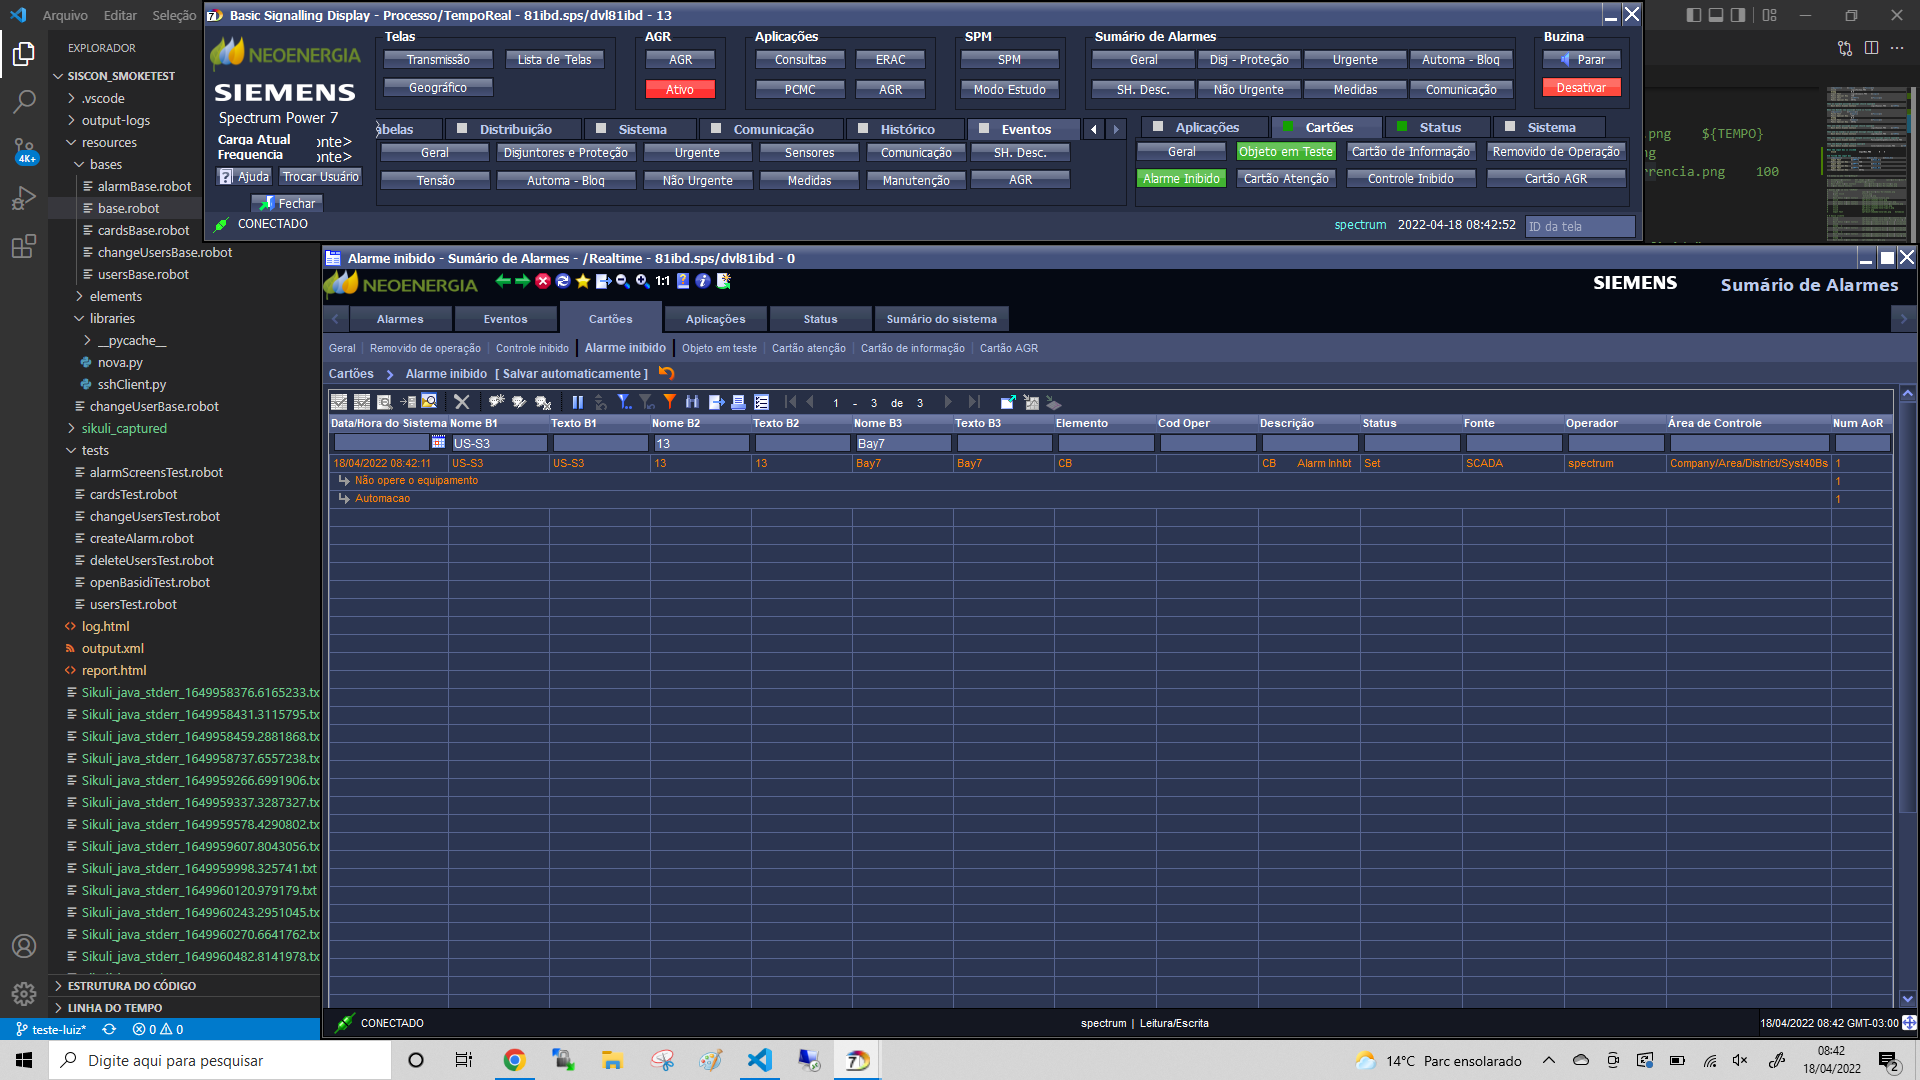 Arquivo Editar Seleção
Basic Signalling Display - Processo/TempoReal - 81ibd.sps/dvl81ibd - 13
NEOENERGIA
SIEMENS
Spectrum Power 7
Carga Atual onte>
Frequencia onte>
Ajuda Trocar Usuário
Fechar
CONECTADO
Telas
Transmissão Lista de Telas
Geográfico
AGR
AGR
Ativo
Aplicações
Consultas ERAC
PCMC AGR
SPM
SPM
Modo Estudo
Sumário de Alarmes
Geral Disj - Proteção Urgente Automa - Bloq
SH. Desc. Não Urgente Medidas Comunicação
Buzina
Parar
Desativar
abelas Distribuição Sistema Comunicação Histórico Eventos
Geral Disjuntores e Proteção Urgente Sensores Comunicação SH. Desc.
Tensão Automa - Bloq Não Urgente Medidas Manutenção AGR
Aplicações Cartões Status Sistema
Geral Objeto em Teste Cartão de Informação Removido de Operação
Alarme Inibido Cartão Atenção Controle Inibido Cartão AGR
spectrum 2022-04-18 08:42:52 ID da tela
.png ${TEMPO}
ng
rrencia.png 100
EXPLORADOR
SISCON_SMOKETEST
.vscode
output-logs
resources
bases
alarmBase.robot
base.robot
cardsBase.robot
changeUsersBase.robot
usersBase.robot
elements
libraries
__pycache__
nova.py
sshClient.py
changeUserBase.robot
sikuli_captured
tests
alarmScreensTest.robot
cardsTest.robot
changeUsersTest.robot
createAlarm.robot
deleteUsersTest.robot
openBasidiTest.robot
usersTest.robot
log.html
output.xml
report.html
Sikuli_java_stderr_1649958376.6165233.tx
Sikuli_java_stderr_1649958431.3115795.tx
Sikuli_java_stderr_1649958459.2881868.tx
Sikuli_java_stderr_1649958737.6557238.tx
Sikuli_java_stderr_1649959266.6991906.tx
Sikuli_java_stderr_1649959337.3287327.tx
Sikuli_java_stderr_1649959578.4290802.tx
Sikuli_java_stderr_1649959607.8043056.tx
Sikuli_java_stderr_1649959998.325741.txt
Sikuli_java_stderr_1649960120.979179.txt
Sikuli_java_stderr_1649960243.2951045.tx
Sikuli_java_stderr_1649960270.6641762.tx
Sikuli_java_stderr_1649960482.8141978.tx
ESTRUTURA DO CÓDIGO
LINHA DO TEMPO
4K+
teste-luiz* 0 0
Alarme inibido - Sumário de Alarmes - /Realtime - 81ibd.sps/dvl81ibd - 0
NEOENERGIA 1:1 SIEMENS Sumário de Alarmes
Alarmes Eventos Cartões Aplicações Status Sumário do sistema
Geral Removido de operação Controle inibido Alarme inibido Objeto em teste Cartão atenção Cartão de informação Cartão AGR
Cartões > Alarme inibido [ Salvar automaticamente ]
1 - 3 de 3
Data/Hora do Sistema Nome B1 Texto B1 Nome B2 Texto B2 Nome B3 Texto B3 Elemento Cod Oper Descrição Status Fonte Operador Área de Controle Num AoR
US-S3 13 Bay7
18/04/2022 08:42:11 US-S3 US-S3 13 13 Bay7 Bay7 CB CB Alarm Inhbt Set SCADA spectrum Company/Area/District/Syst40Bs 1
Não opere o equipamento 1
Automacao 1
CONECTADO spectrum | Leitura/Escrita 18/04/2022 08:42 GMT-03:00
Digite aqui para pesquisar 14°C Parc ensolarado 08:42
18/04/2022 2